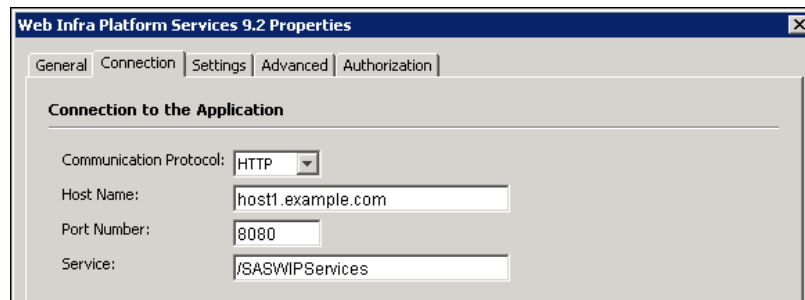 Web Infra Platform Services 9.2 Properties
General Connection Settings Advanced Authorization
Connection to the Application
Communication Protocol: HTTP
Host Name: host1.example.com
Port Number: 8080
Service: /SASWIPServices